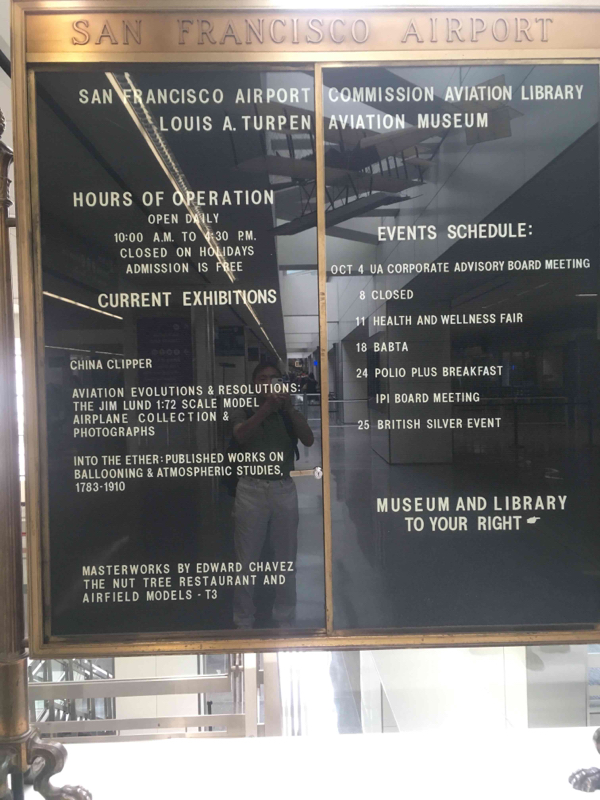 SAN FRANCISCO AIRPORT
SAN FRANCISCO AIRPORT COMMISSION AVIATION LIBRARY
LOUIS A. TURPEN AVIATION MUSEUM
HOURS OF OPERATION
OPEN DAILY
10:00 A.M. TO 4:30 P.M.
CLOSED ON HOLIDAYS
ADMISSION IS FREE
CURRENT EXHIBITIONS
CHINA CLIPPER
AVIATION EVOLUTIONS & RESOLUTIONS:
THE JIM LUND 1:72 SCALE MODEL
AIRPLANE COLLECTION &
PHOTOGRAPHS
INTO THE ETHER: PUBLISHED WORKS ON
BALLOONING & ATMOSPHERIC STUDIES,
1783-1910
MASTERWORKS BY EDWARD CHAVEZ
THE NUT TREE RESTAURANT AND
AIRFIELD MODELS - T3
EVENTS SCHEDULE:
OCT 4 UA CORPORATE ADVISORY BOARD MEETING
8 CLOSED
11 HEALTH AND WELLNESS FAIR
18 BABTA
24 POLIO PLUS BREAKFAST
IPI BOARD MEETING
25 BRITISH SILVER EVENT
MUSEUM AND LIBRARY
TO YOUR RIGHT